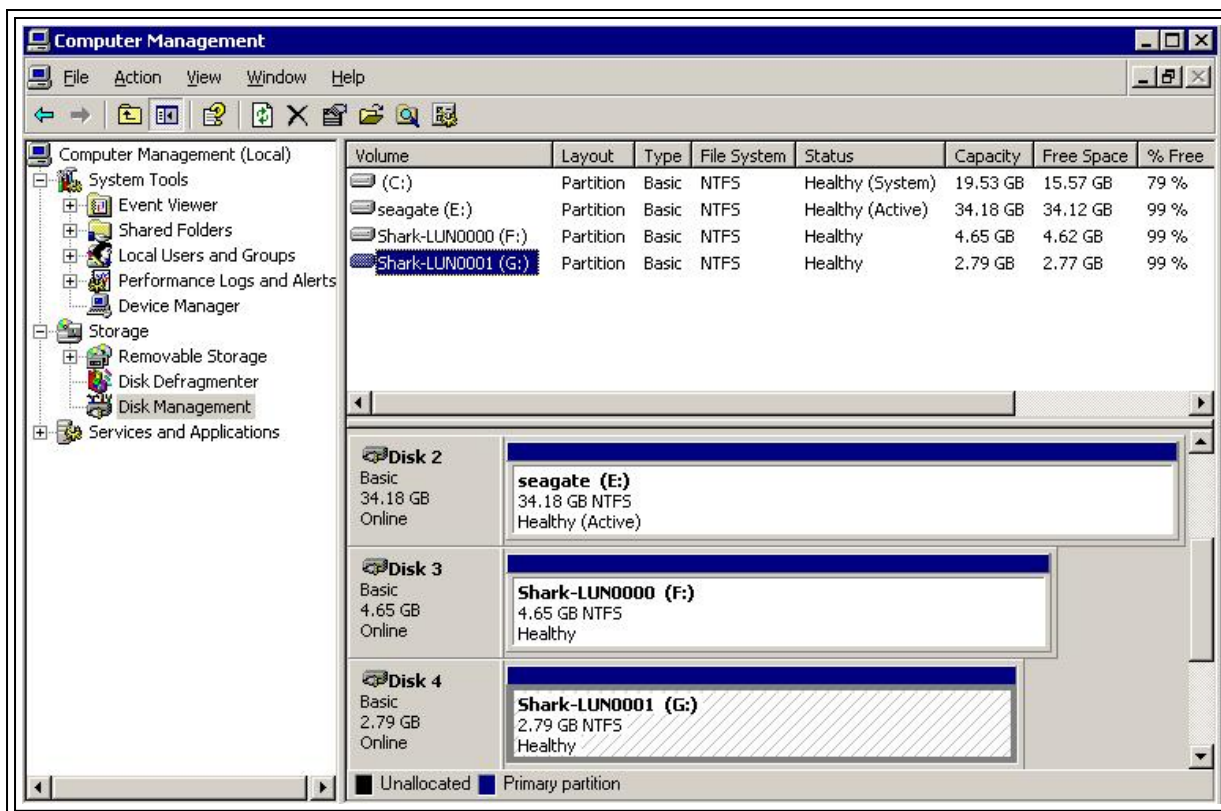 Computer Management
File Action View Window Help
Computer Management (Local)
System Tools
Event Viewer
Shared Folders
Local Users and Groups
Performance Logs and Alerts
Device Manager
Storage
Removable Storage
Disk Defragmenter
Disk Management
Services and Applications
Volume Layout Type File System Status Capacity Free Space % Free
(C:) Partition Basic NTFS Healthy (System) 19.53 GB 15.57 GB 79 %
seagate (E:) Partition Basic NTFS Healthy (Active) 34.18 GB 34.12 GB 99 %
Shark-LUN0000 (F:) Partition Basic NTFS Healthy 4.65 GB 4.62 GB 99 %
Shark-LUN0001 (G:) Partition Basic NTFS Healthy 2.79 GB 2.77 GB 99 %
Disk 2
Basic
34.18 GB
Online
seagate (E:)
34.18 GB NTFS
Healthy (Active)
Disk 3
Basic
4.65 GB
Online
Shark-LUN0000 (F:)
4.65 GB NTFS
Healthy
Disk 4
Basic
2.79 GB
Online
Shark-LUN0001 (G:)
2.79 GB NTFS
Healthy
Unallocated Primary partition